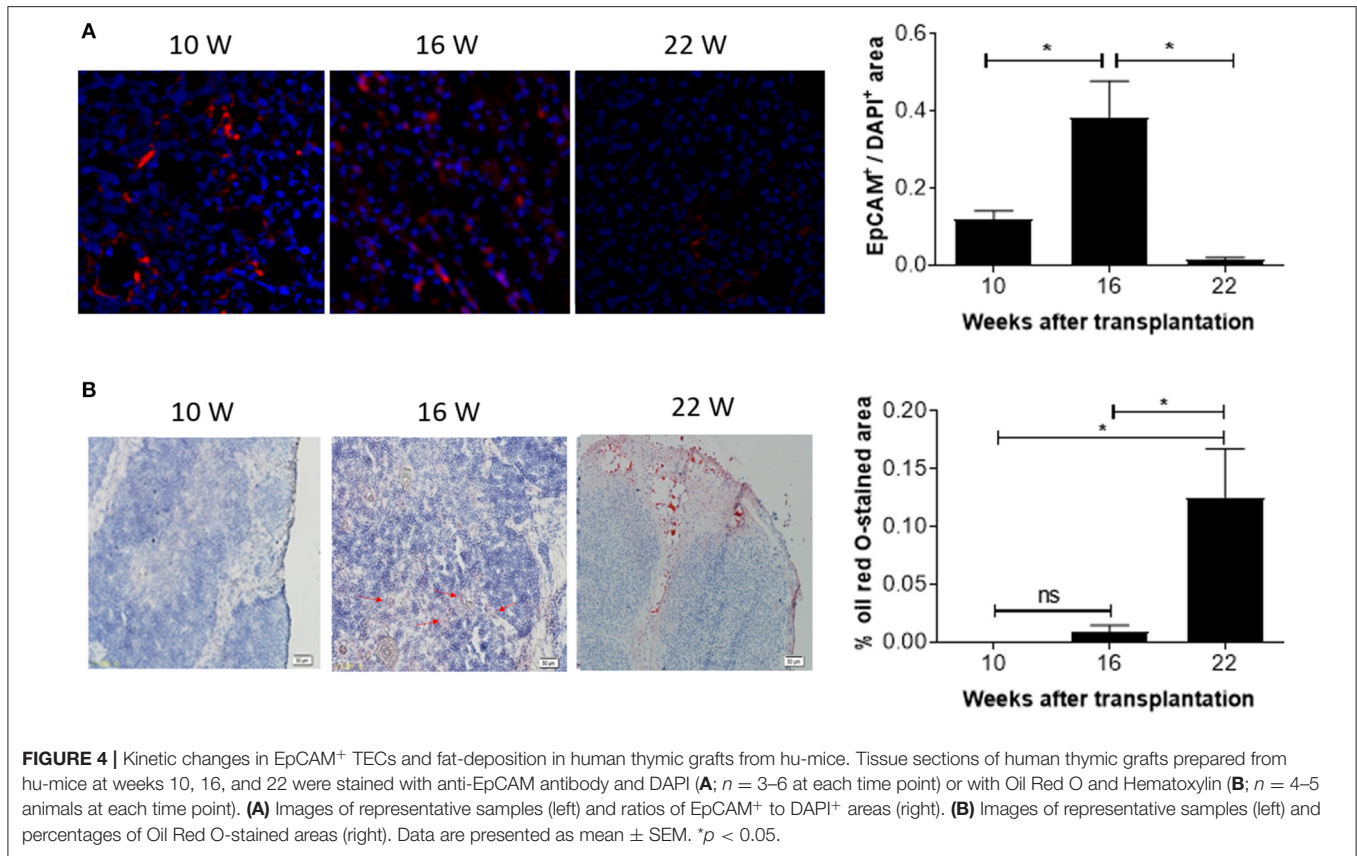 A
10 W
16 W
22 W
0.6
0.4
0.2
0.0
EpCAM⁺ / DAPI⁺ area
*
*
10
16
22
Weeks after transplantation
B
10 W
16 W
22 W
50 µm
50 µm
50 µm
0.20
0.15
0.10
0.05
0.00
% oil red O-stained area
*
*
ns
10
16
22
Weeks after transplantation
FIGURE 4 | Kinetic changes in EpCAM⁺ TECs and fat-deposition in human thymic grafts from hu-mice. Tissue sections of human thymic grafts prepared from
hu-mice at weeks 10, 16, and 22 were stained with anti-EpCAM antibody and DAPI (A; n = 3–6 at each time point) or with Oil Red O and Hematoxylin (B; n = 4–5
animals at each time point). (A) Images of representative samples (left) and ratios of EpCAM⁺ to DAPI⁺ areas (right). (B) Images of representative samples (left) and
percentages of Oil Red O-stained areas (right). Data are presented as mean ± SEM. *p < 0.05.